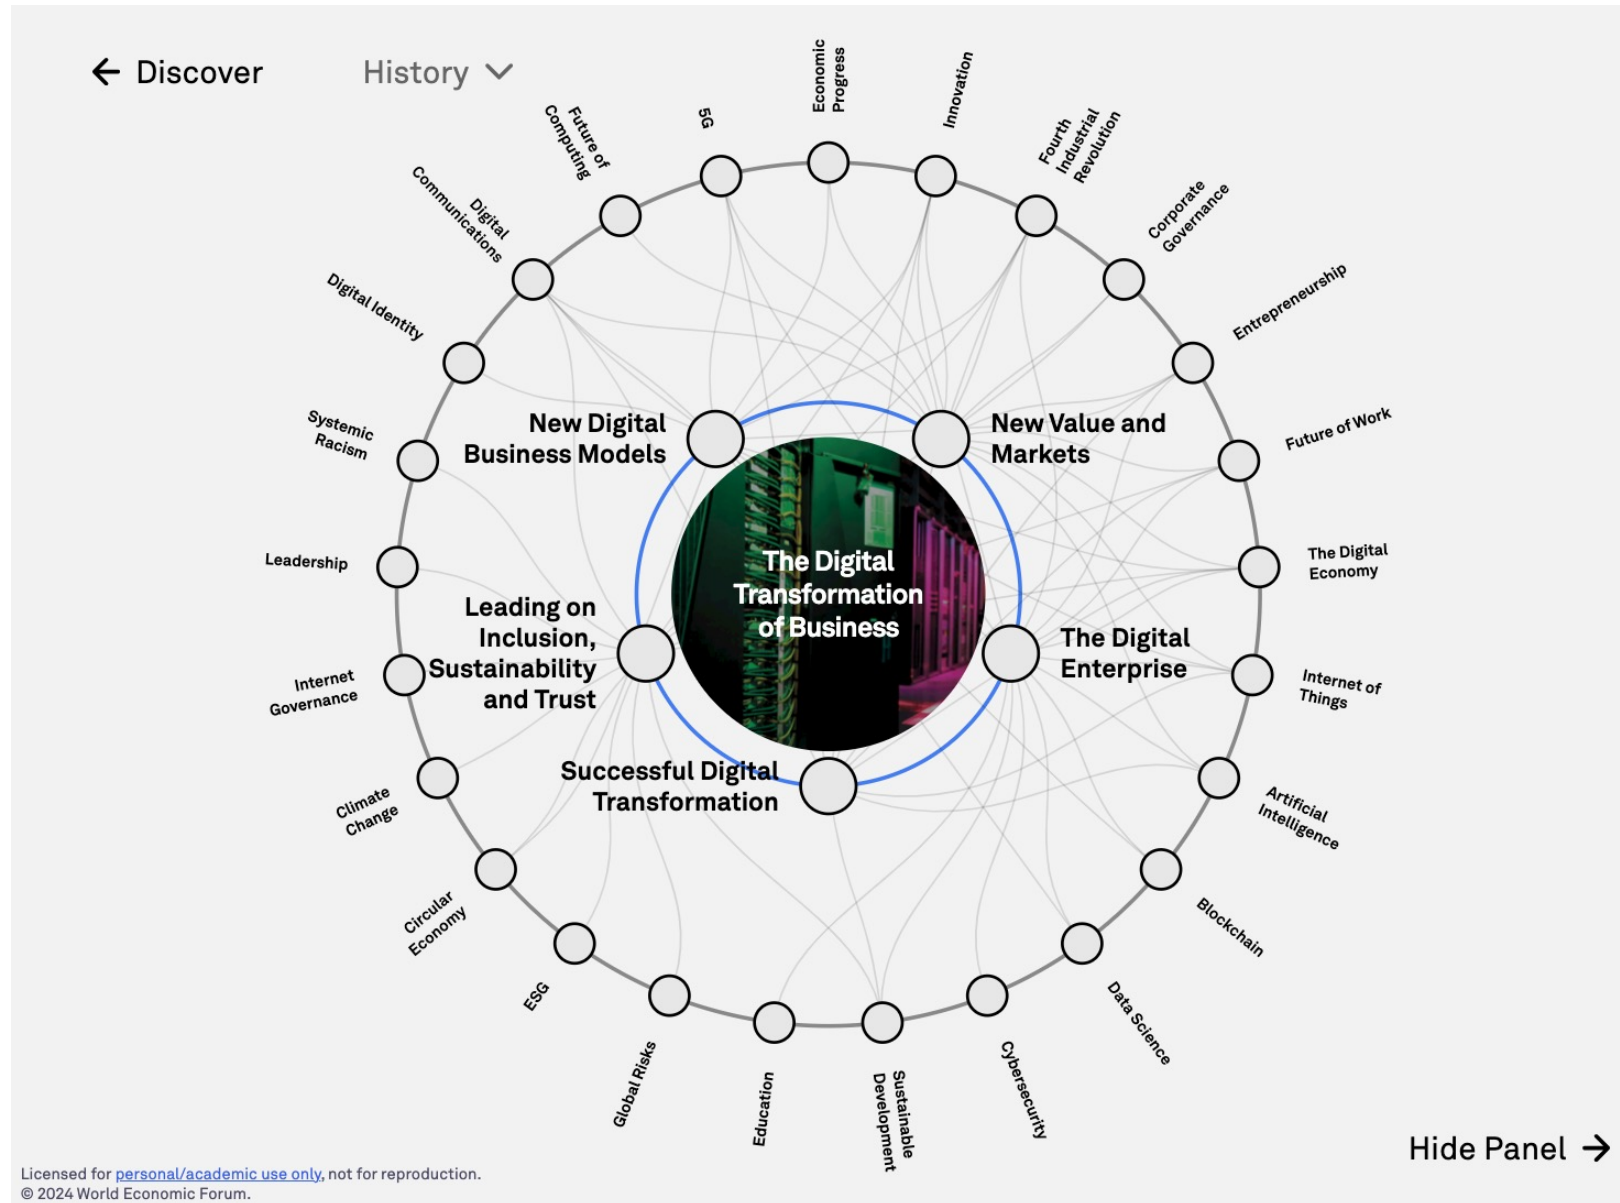 Discover
History
Economic
Progress
Innovation
Fourth
Industrial
Revolution
Corporate
Governance
Entrepreneurship
Future of Work
The Digital
Economy
Internet of
Things
Artificial
Intelligence
Blockchain
Data Science
Cybersecurity
Sustainable
Development
Education
Global Risks
ESG
Circular
Economy
Climate
Change
Internet
Governance
Leadership
Systemic
Racism
Digital Identity
Digital
Communications
Future of
Computing
5G
New Digital
Business Models
New Value and
Markets
The Digital
Enterprise
Successful Digital
Transformation
Leading on
Inclusion,
Sustainability
and Trust
The Digital
Transformation
of Business
Hide Panel
Licensed for personal/academic use only, not for reproduction.
© 2024 World Economic Forum.